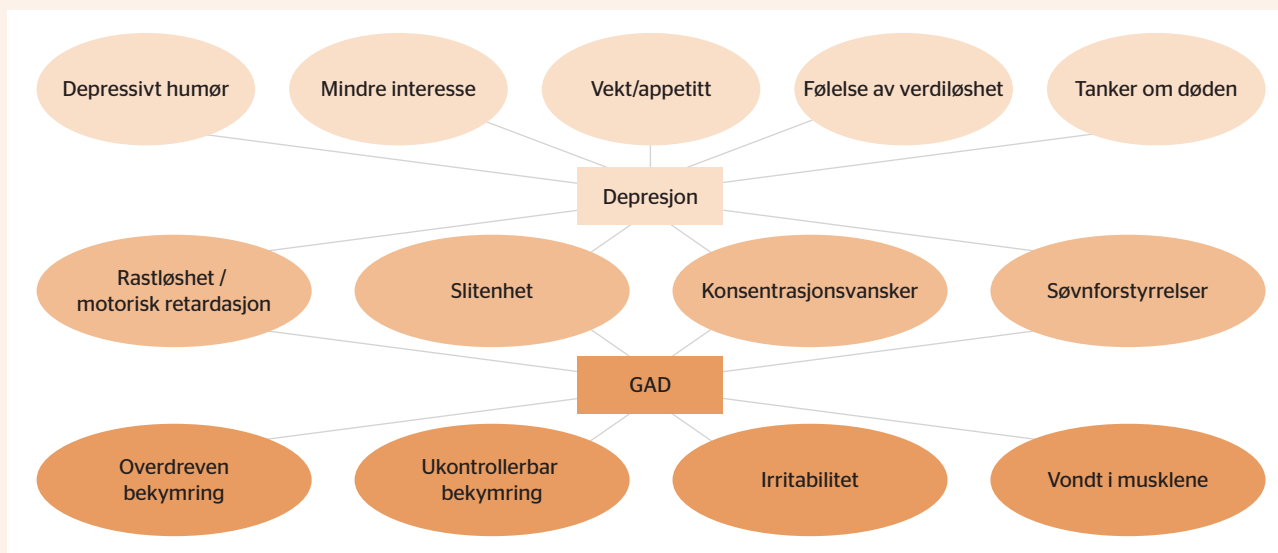 Depressivt humør
Mindre interesse
Vekt/appetitt
Følelse av verdiløshet
Tanker om døden
Depresjon
Rastløshet /
motorisk retardasjon
Slitenhet
Konsentrasjonsvansker
Søvnforstyrrelser
GAD
Overdreven
bekymring
Ukontrollerbar
bekymring
Irritabilitet
Vondt i musklene